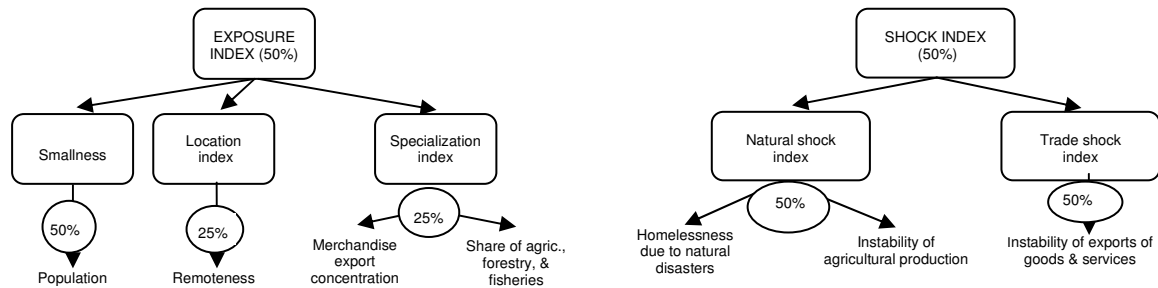 EXPOSURE
INDEX (50%)
Smallness
Location
index
Specialization
index
50%
25%
25%
Population
Remoteness
Merchandise
export
concentration
Share of agric.,
forestry, &
fisheries
SHOCK INDEX
(50%)
Natural shock
index
Trade shock
index
50%
50%
Homelessness
due to natural
disasters
Instability of
agricultural production
Instability of exports of
goods & services